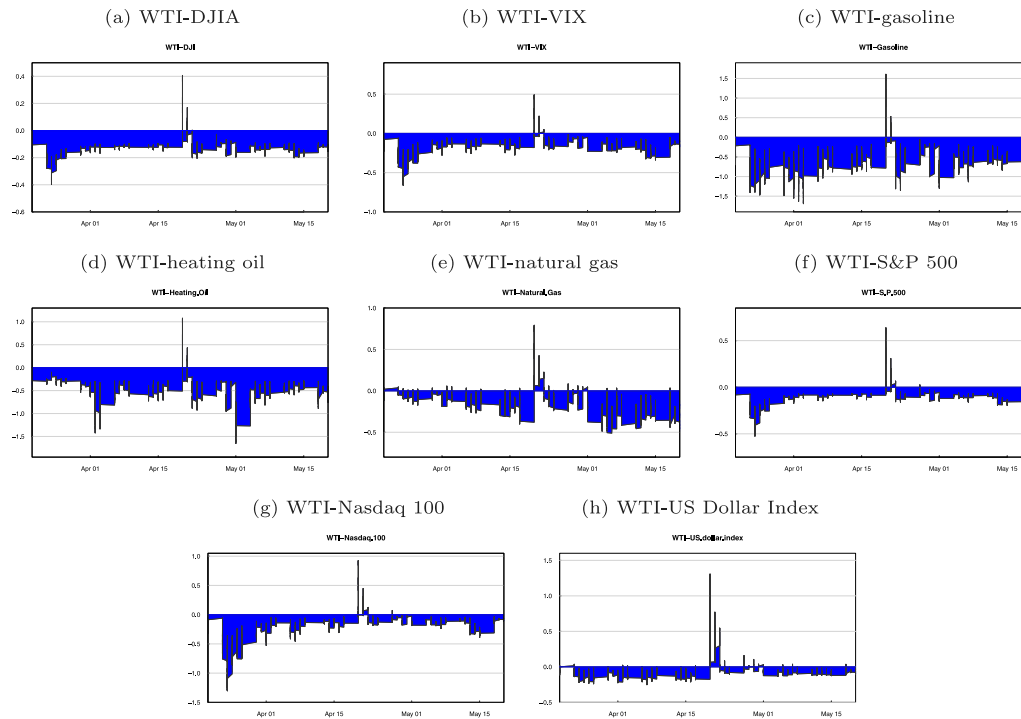 (a) WTI-DJIA
(b) WTI-VIX
(c) WTI-gasoline
WTI−DJI
WTI−VIX
WTI−Gasoline
0.4
0.2
0.0
−0.2
−0.4
−0.6
Apr 01
Apr 15
May 01
May 15
0.5
0.0
−0.5
−1.0
Apr 01
Apr 15
May 01
May 15
1.5
1.0
0.5
0.0
−0.5
−1.0
−1.5
Apr 01
Apr 15
May 01
May 15
(d) WTI-heating oil
(e) WTI-natural gas
(f) WTI-S&P 500
WTI−Heating.Oil
WTI−Natural.Gas
WTI−S.P.500
1.0
0.5
0.0
−0.5
−1.0
−1.5
Apr 01
Apr 15
May 01
May 15
0.5
0.0
−0.5
Apr 01
Apr 15
May 01
May 15
0.5
0.0
−0.5
Apr 01
Apr 15
May 01
May 15
(g) WTI-Nasdaq 100
(h) WTI-US Dollar Index
WTI−Nasdaq.100
WTI−US.dollar.index
1.0
0.5
0.0
−0.5
−1.0
−1.5
Apr 01
Apr 15
May 01
May 15
1.5
1.0
0.5
0.0
−0.5
Apr 01
Apr 15
May 01
May 15